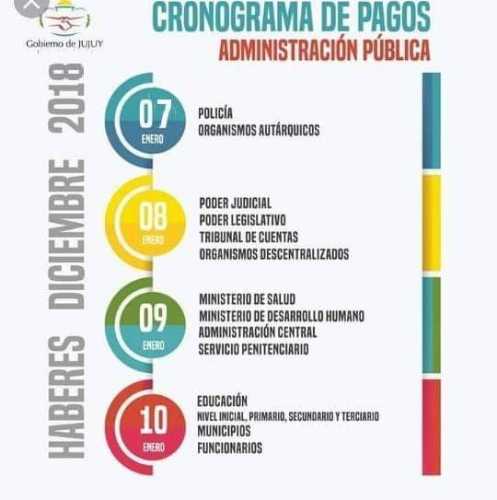 Gobierno de JUJUY
CRONOGRAMA DE PAGOS
ADMINISTRACIÓN PÚBLICA
HABERES DICIEMBRE 2018
07
ENERO
POLICÍA
ORGANISMOS AUTÁRQUICOS
08
ENERO
PODER JUDICIAL
PODER LEGISLATIVO
TRIBUNAL DE CUENTAS
ORGANISMOS DESCENTRALIZADOS
09
ENERO
MINISTERIO DE SALUD
MINISTERIO DE DESARROLLO HUMANO
ADMINISTRACIÓN CENTRAL
SERVICIO PENITENCIARIO
10
ENERO
EDUCACIÓN
NIVEL INICIAL, PRIMARIO, SECUNDARIO Y TERCIARIO
MUNICIPIOS
FUNCIONARIOS